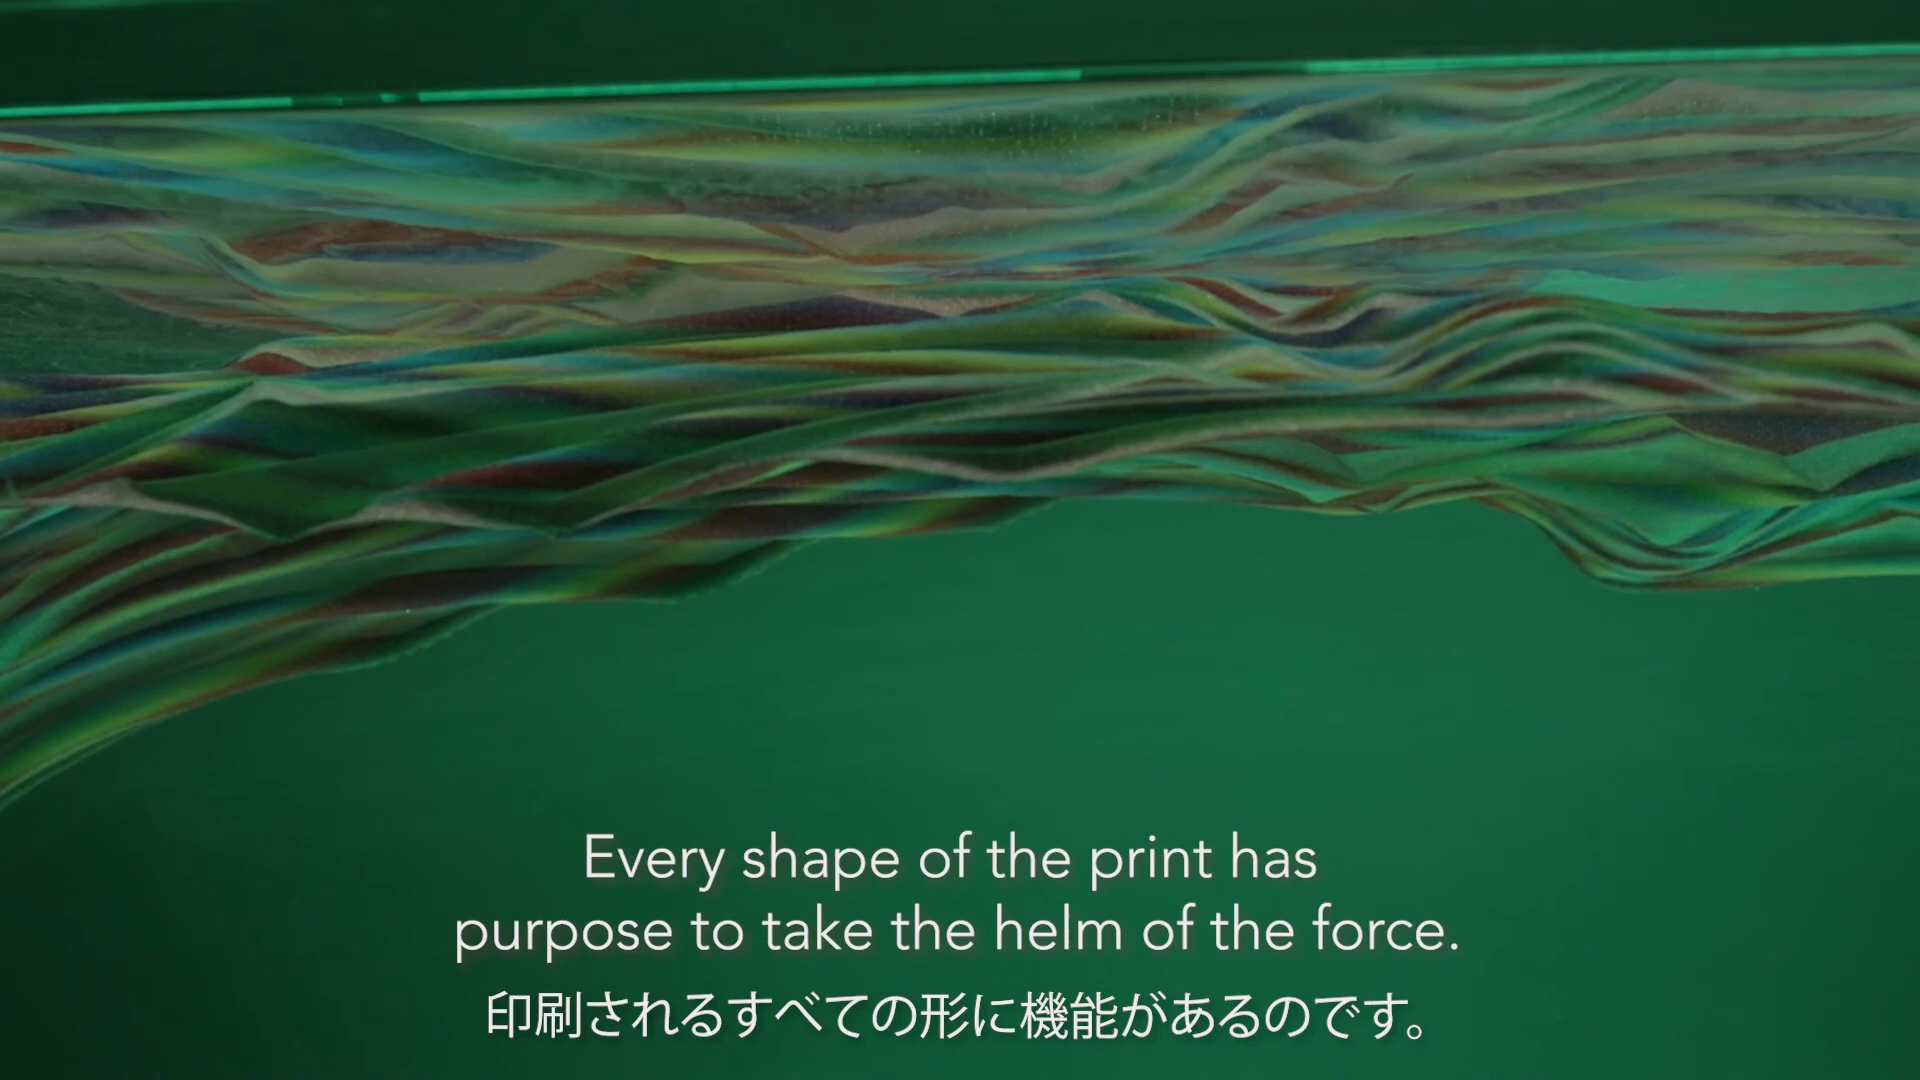 Every shape of the print has
purpose to take the helm of the force.
印刷されるすべての形に機能があるのです。